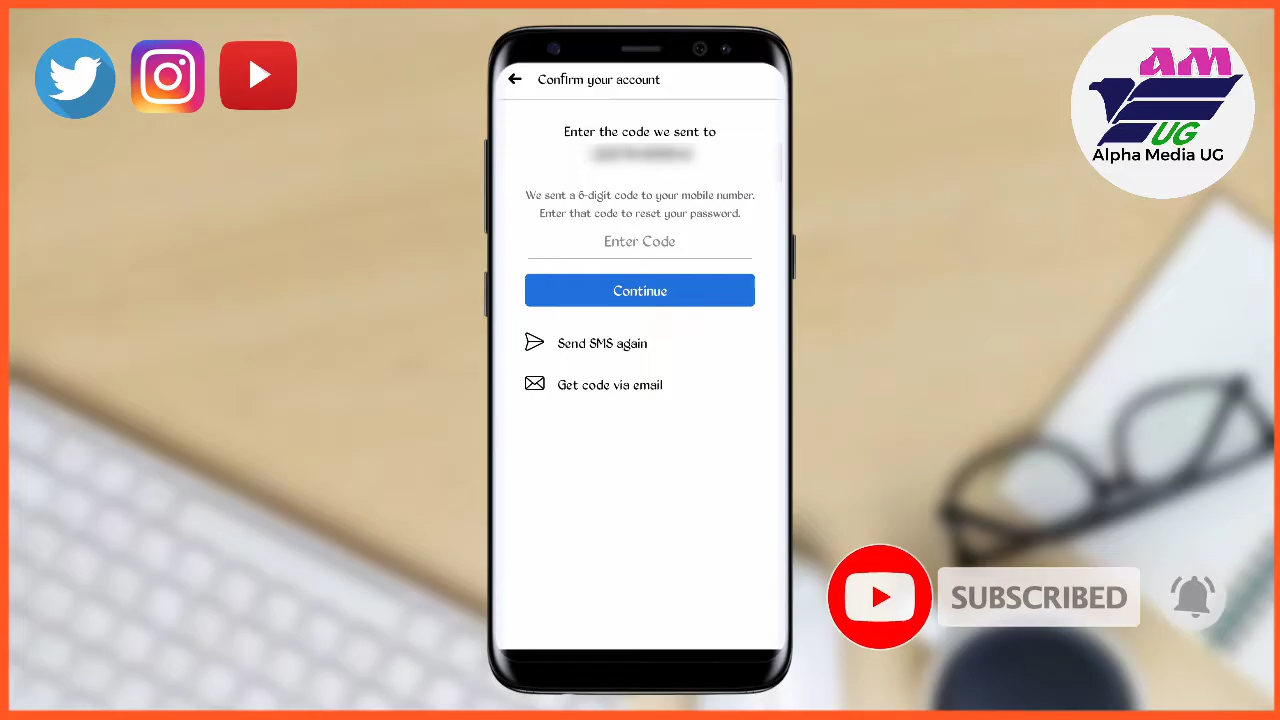 Confirm your account
Enter the code we sent to
We sent a 6-digit code to your mobile number.
Enter that code to reset your password.
Enter Code
Continue
Send SMS again
Get code via email
AM
UG
Alpha Media UG
SUBSCRIBED